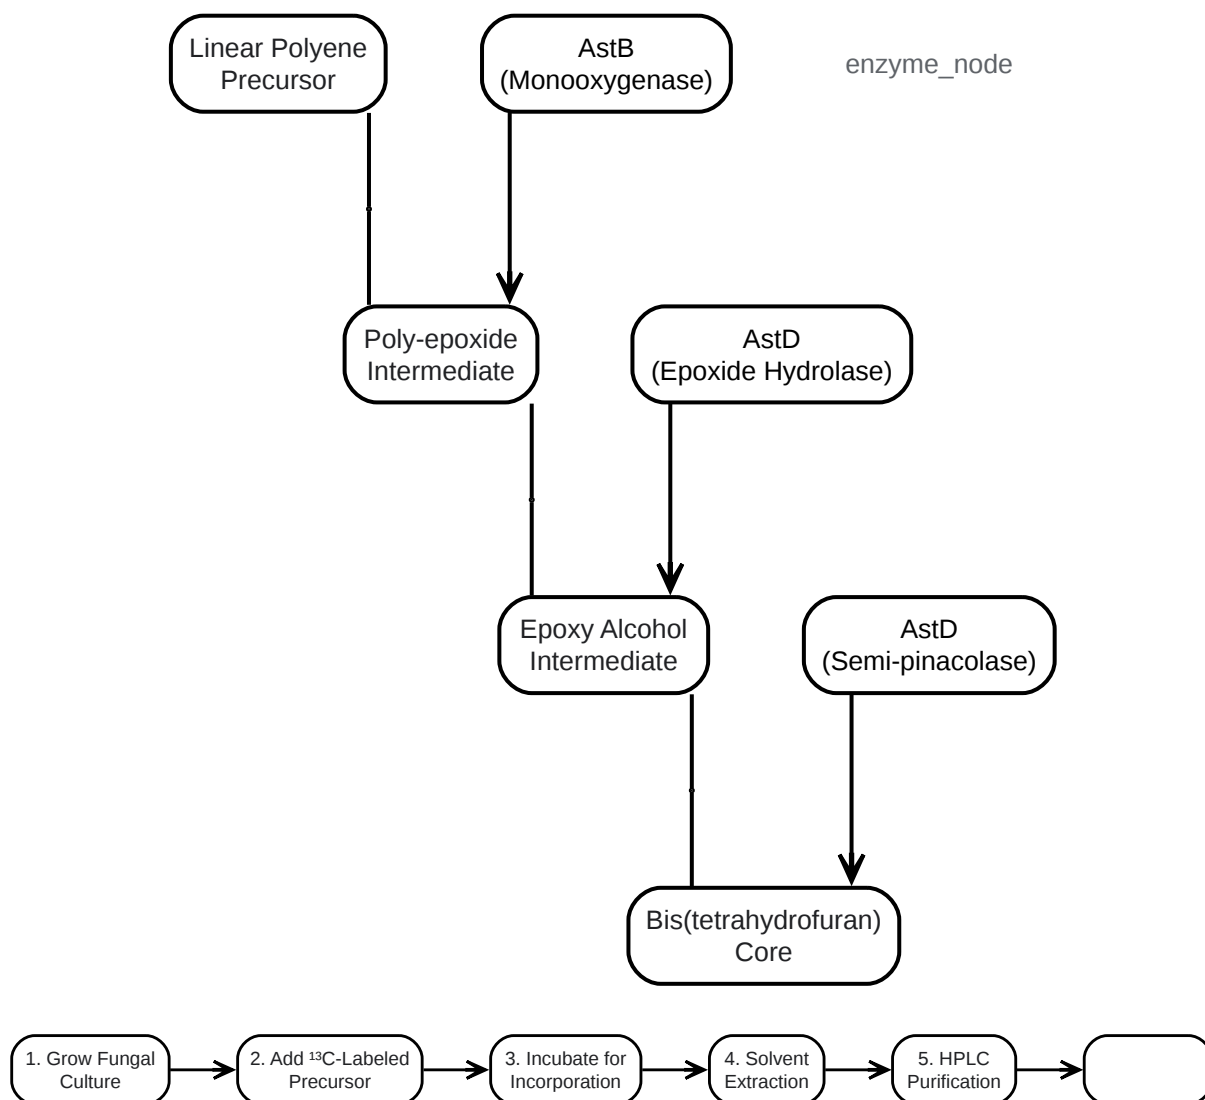 Linear Polyene
Precursor
AstB
(Monooxygenase)
enzyme_node
Poly-epoxide
Intermediate
AstD
(Epoxide Hydrolase)
Epoxy Alcohol
Intermediate
AstD
(Semi-pinacolase)
Bis(tetrahydrofuran)
Core
1. Grow Fungal
Culture
2. Add ¹³C-Labeled
Precursor
3. Incubate for
Incorporation
4. Solvent
Extraction
5. HPLC
Purification